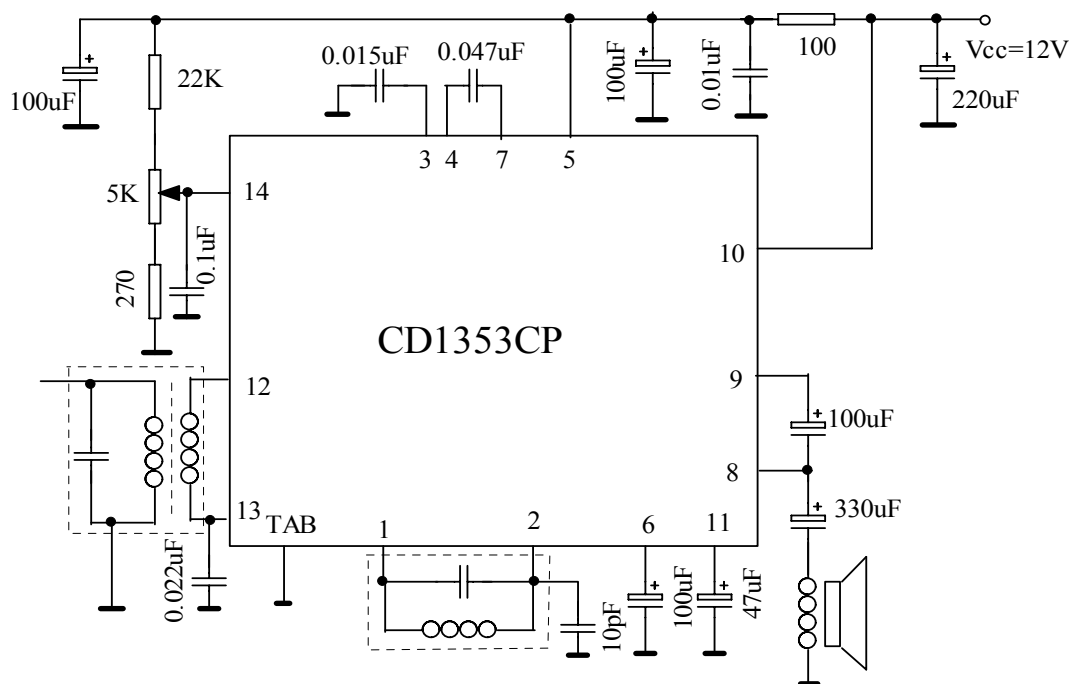 100uF
22K
0.015uF
0.047uF
100uF
0.01uF
100
Vcc=12V
220uF
3
4
7
5
5K
14
0.1uF
270
10
CD1353CP
12
9
100uF
8
13
TAB
1
2
6
11
330uF
0.022uF
10pF
100uF
47uF
+
+
+
+
+
+
+
+